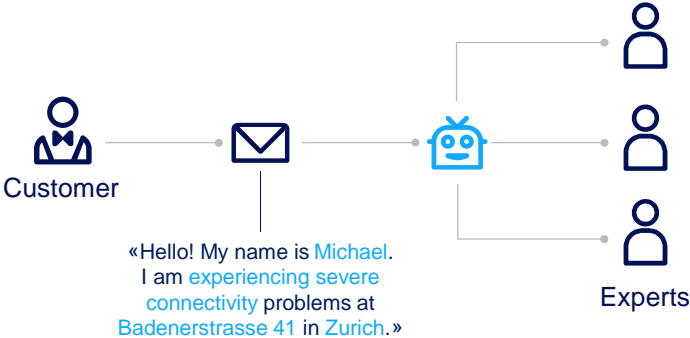 Customer
«Hello! My name is Michael.
I am experiencing severe
connectivity problems at
Badenerstrasse 41 in Zurich.»
Experts